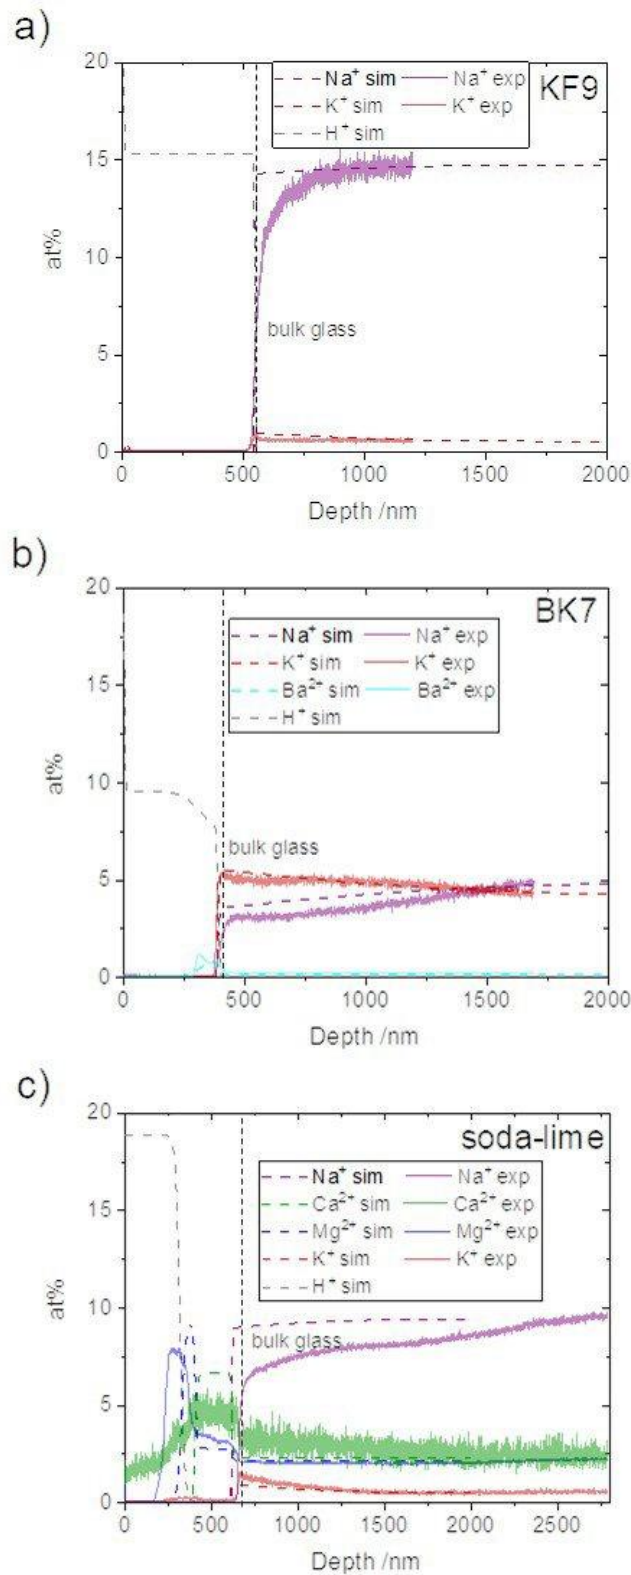 a)
KF9
Na⁺ sim Na⁺ exp
K⁺ sim K⁺ exp
H⁺ sim
20
15
10
5
0
at%
bulk glass
0 500 1000 1500 2000
Depth /nm
b)
BK7
Na⁺ sim Na⁺ exp
K⁺ sim K⁺ exp
Ba²⁺ sim Ba²⁺ exp
H⁺ sim
20
15
10
5
0
at%
bulk glass
0 500 1000 1500 2000
Depth /nm
c)
soda-lime
Na⁺ sim Na⁺ exp
Ca²⁺ sim Ca²⁺ exp
Mg²⁺ sim Mg²⁺ exp
K⁺ sim K⁺ exp
H⁺ sim
20
15
10
5
0
at%
bulk glass
0 500 1000 1500 2000 2500
Depth /nm